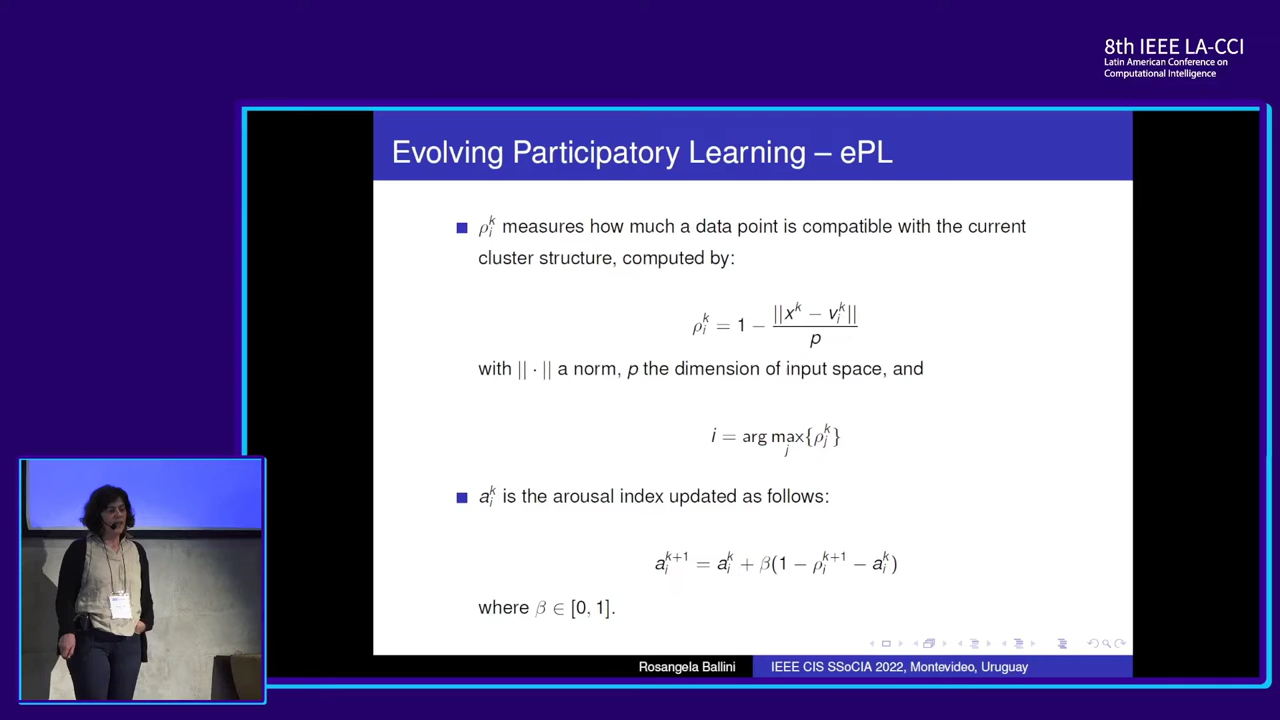 8th IEEE LA-CCI
Latin American Conference on
Computational Intelligence
Evolving Participatory Learning – ePL
ρ_i^k measures how much a data point is compatible with the current
cluster structure, computed by:
ρ_i^k = 1 − ||x^k − v_i^k|| / p
with || · || a norm, p the dimension of input space, and
i = arg max_j {ρ_j^k}
a_i^k is the arousal index updated as follows:
a_i^{k+1} = a_i^k + β(1 − ρ_i^{k+1} − a_i^k)
where β ∈ [0, 1].
Rosangela Ballini
IEEE CIS SSoCIA 2022, Montevideo, Uruguay